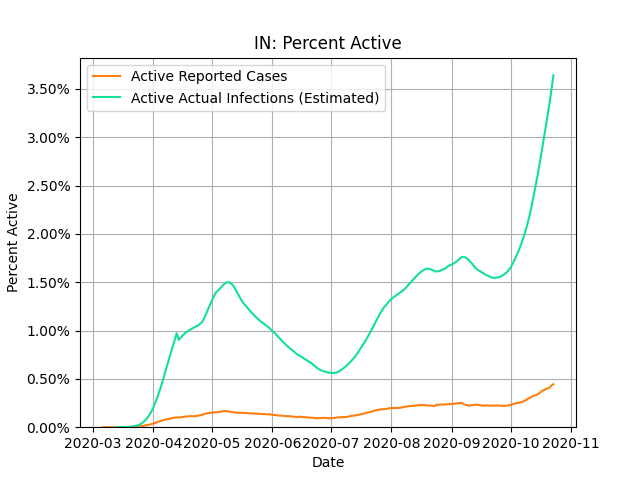 IN: Percent Active
Active Reported Cases
Active Actual Infections (Estimated)
Percent Active
3.50%
3.00%
2.50%
2.00%
1.50%
1.00%
0.50%
0.00%
2020-03 2020-04 2020-05 2020-06 2020-07 2020-08 2020-09 2020-10 2020-11
Date